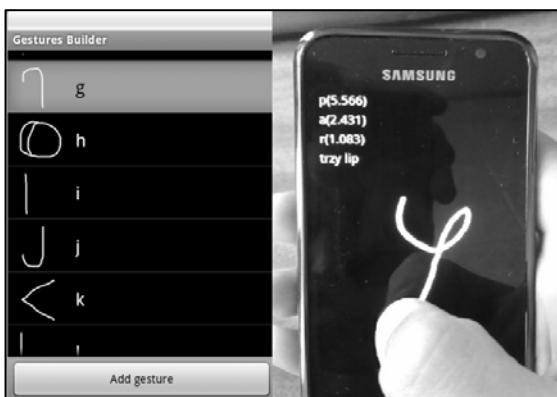 Gestures Builder
g
h
i
j
k
Add gesture
SAMSUNG
p(5.566)
a(2.431)
r(1.083)
trzy lip